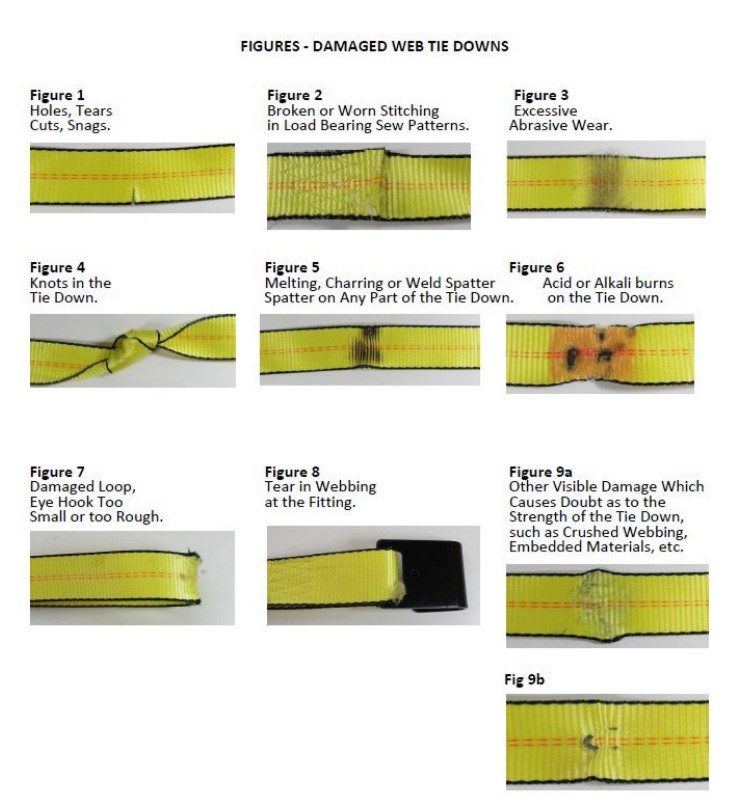 FIGURES - DAMAGED WEB TIE DOWNS
Figure 1
Holes, Tears
Cuts, Snags.
Figure 2
Broken or Worn Stitching
in Load Bearing Sew Patterns.
Figure 3
Excessive
Abrasive Wear.
Figure 4
Knots in the
Tie Down.
Figure 5
Melting, Charring or Weld Spatter
Spatter on Any Part of the Tie Down.
Figure 6
Acid or Alkali burns
on the Tie Down.
Figure 7
Damaged Loop,
Eye Hook Too
Small or too Rough.
Figure 8
Tear in Webbing
at the Fitting.
Figure 9a
Other Visible Damage Which
Causes Doubt as to the
Strength of the Tie Down,
such as Crushed Webbing,
Embedded Materials, etc.
Fig 9b